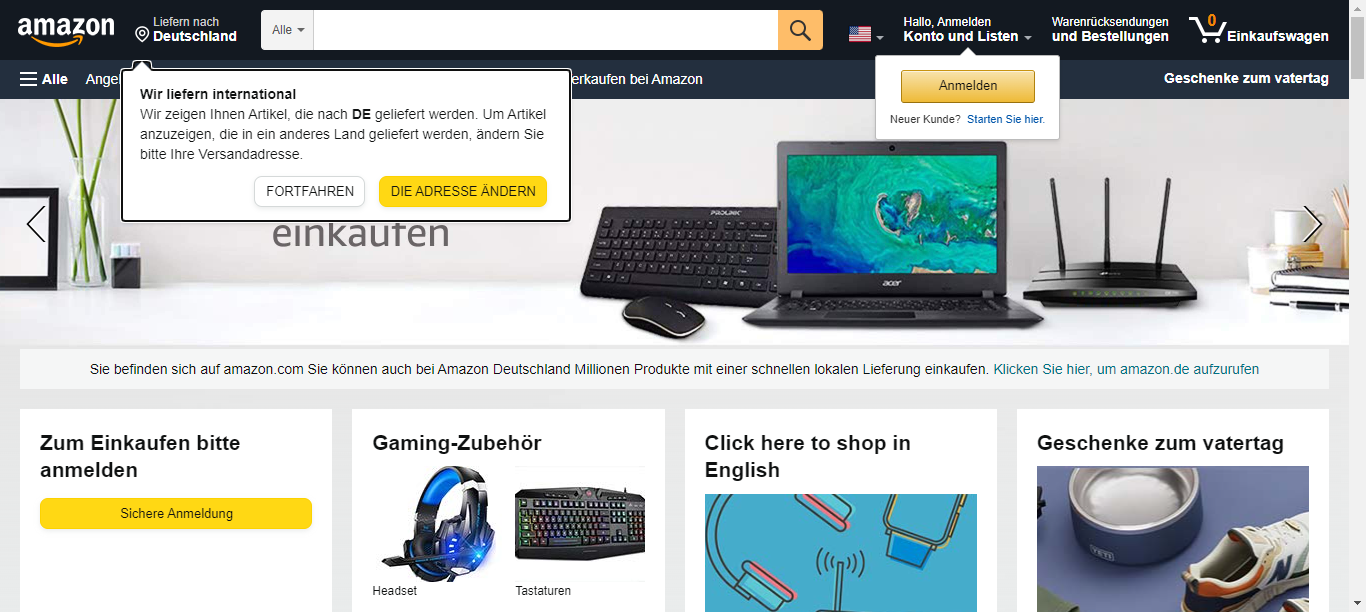 amazon
Liefern nach
Deutschland
Alle
Hallo, Anmelden
Konto und Listen
Warenrücksendungen
und Bestellungen
0
Einkaufswagen
Alle
erkaufen bei Amazon
Geschenke zum vatertag
Wir liefern international
Wir zeigen Ihnen Artikel, die nach DE geliefert werden. Um Artikel
anzuzeigen, die in ein anderes Land geliefert werden, ändern Sie
bitte Ihre Versandadresse.
FORTFAHREN
DIE ADRESSE ÄNDERN
Anmelden
Neuer Kunde? Starten Sie hier.
einkaufen
PROLINK
acer
Sie befinden sich auf amazon.com Sie können auch bei Amazon Deutschland Millionen Produkte mit einer schnellen lokalen Lieferung einkaufen. Klicken Sie hier, um amazon.de aufzurufen
Zum Einkaufen bitte
anmelden
Sichere Anmeldung
Gaming-Zubehör
Headset
Tastaturen
Click here to shop in
English
Geschenke zum vatertag
YETI